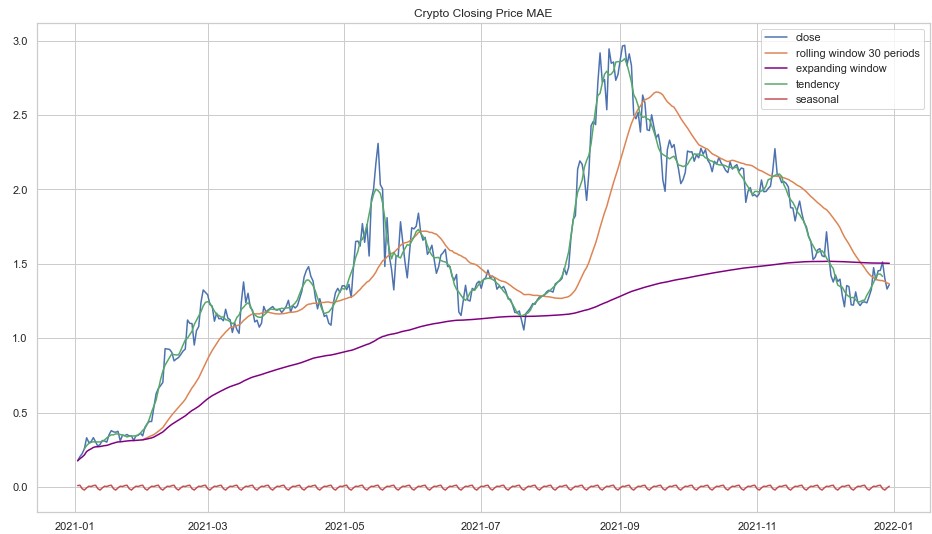 Crypto Closing Price MAE
close
rolling window 30 periods
expanding window
tendency
seasonal
3.0
2.5
2.0
1.5
1.0
0.5
0.0
2021-01
2021-03
2021-05
2021-07
2021-09
2021-11
2022-01